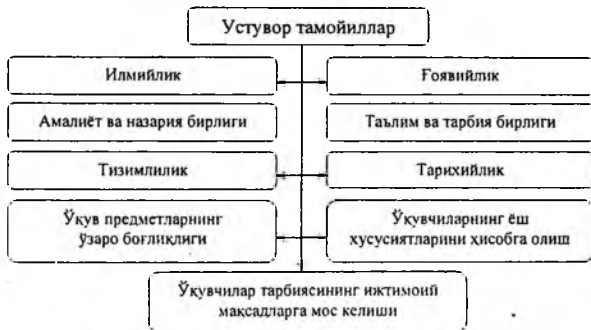 Устувор тамойиллар
Илмийлик
Ғоявийлик
Амалиёт ва назария бирлиги
Таълим ва тарбия бирлиги
Тизимлилик
Тарихийлик
Ўқув предметларнинг
ўзаро боғлиқлиги
Ўқувчиларнинг ёш
хусусиятларини ҳисобга олиш
Ўқувчилар тарбиясининг ижтимоий
мақсадларга мос келиши